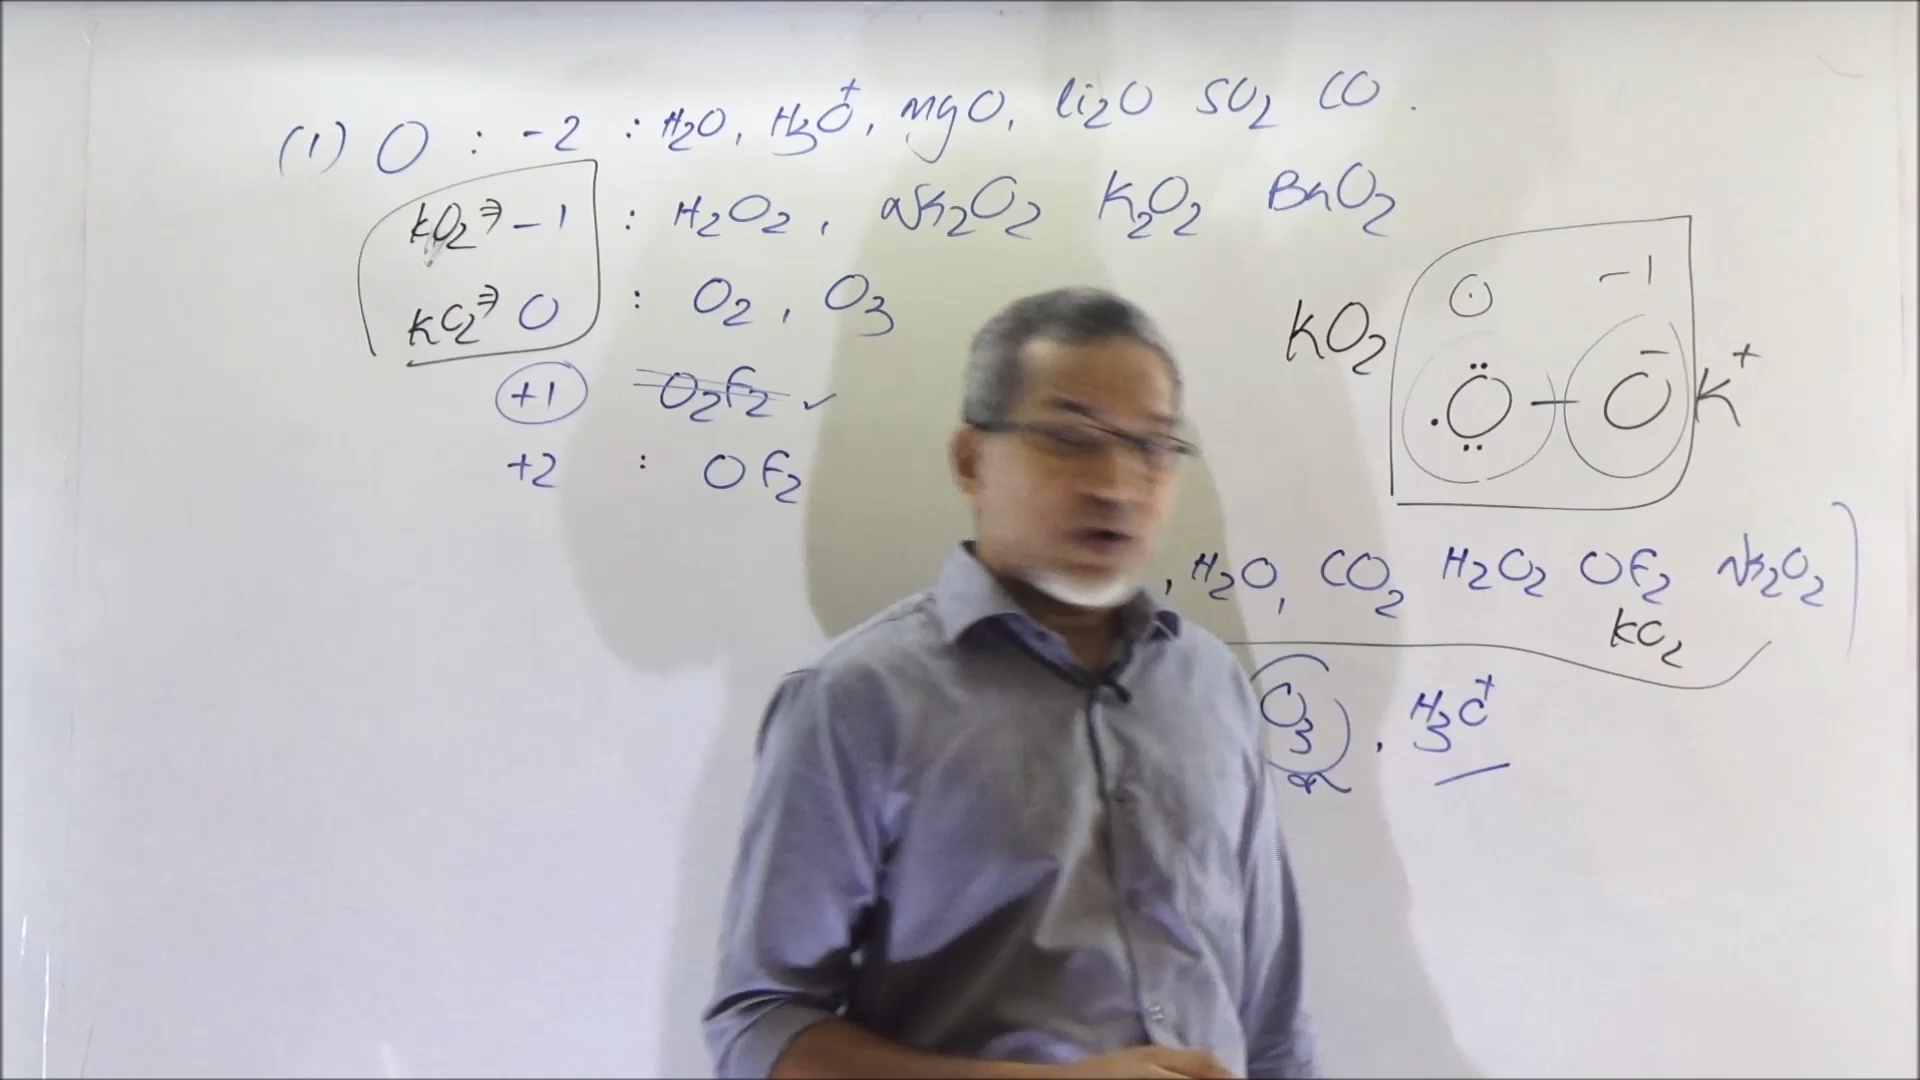 (1) O : -2 : H₂O, H₃O⁺, MgO, Li₂O SO₂ CO.
KO₂ ⇒ -1 : H₂O₂, Na₂O₂ K₂O₂ BaO₂
KO₂ ⇒ 0 : O₂, O₃
+1 O₂F₂ ✓
+2 : OF₂
0 -1
KO₂ ·Ö - O⁻ K⁺
, H₂O, CO₂ H₂O₂ OF₂ Na₂O₂
KO₂
O₃, H₃O⁺